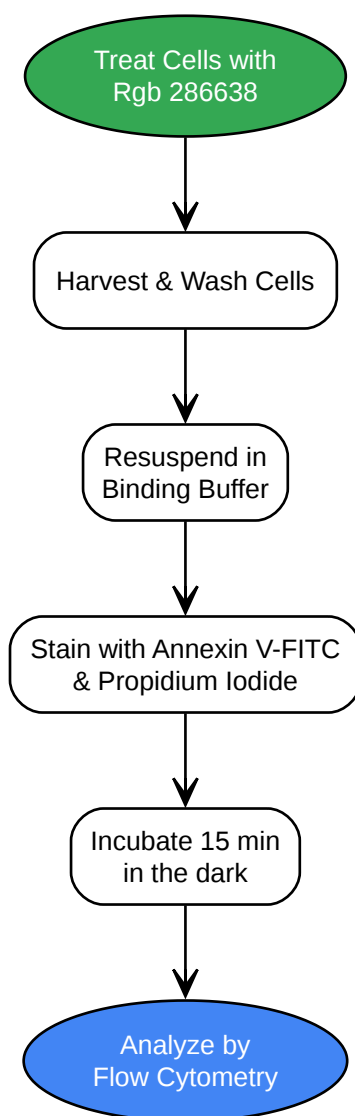 Treat Cells with
Rgb 286638
Harvest & Wash Cells
Resuspend in
Binding Buffer
Stain with Annexin V-FITC
& Propidium Iodide
Incubate 15 min
in the dark
Analyze by
Flow Cytometry